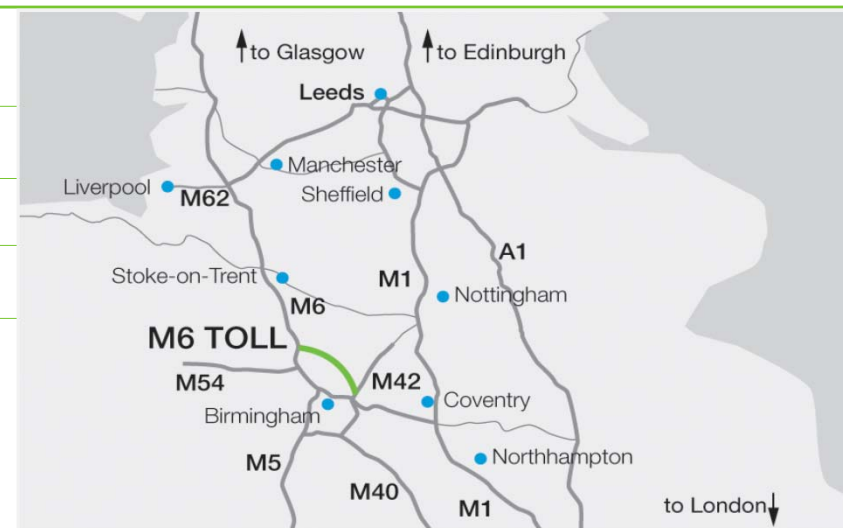 to Glasgow
to Edinburgh
Leeds
Manchester
Liverpool
M62
Sheffield
A1
Stoke-on-Trent
M1
Nottingham
M6
M6 TOLL
M54
M42
Coventry
Birmingham
M5
Northhampton
M40
M1
to London